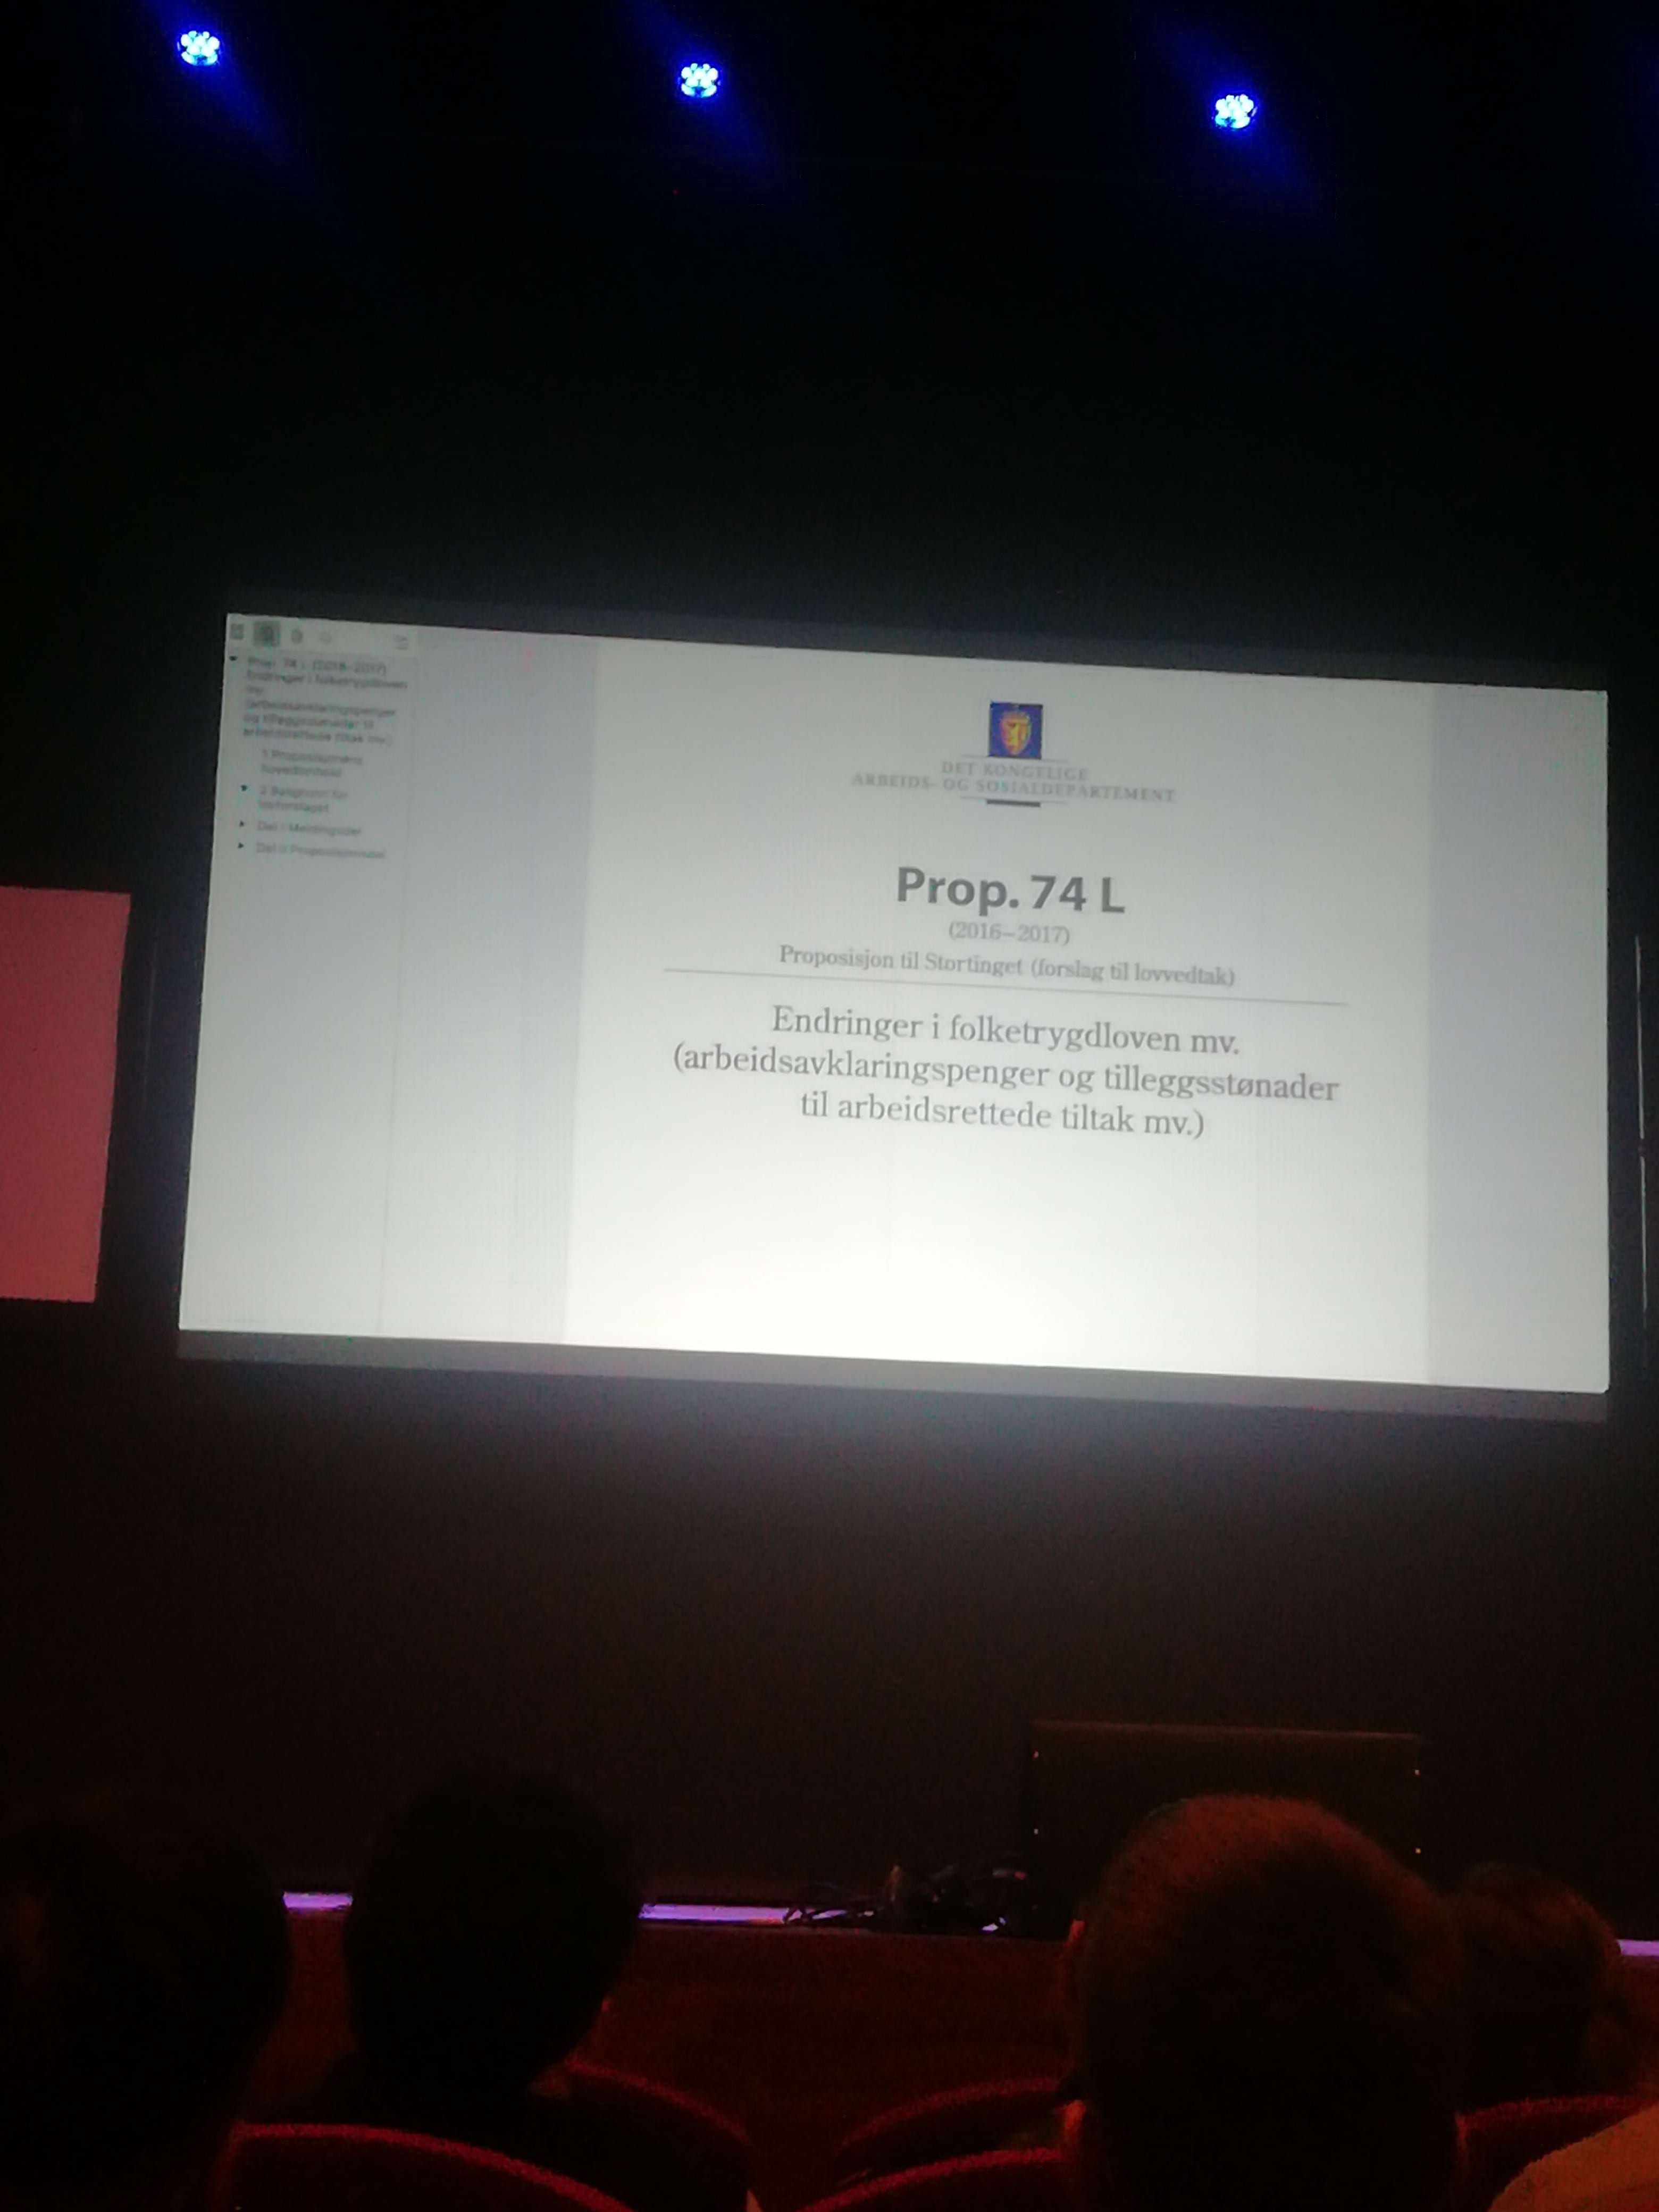 Prop. 74 L (2016–2017)
Endringer i folketrygdloven
mv.
(arbeidsavklaringspenger
og tilleggsstønader til
arbeidsrettede tiltak mv.)
1 Proposisjonens
hovedinnhold
2 Bakgrunn for
lovforslaget
Del I Meldingsdel
Del II Proposisjonsdel
DET KONGELIGE
ARBEIDS- OG SOSIALDEPARTEMENT
Prop. 74 L
(2016–2017)
Proposisjon til Stortinget (forslag til lovvedtak)
Endringer i folketrygdloven mv.
(arbeidsavklaringspenger og tilleggsstønader
til arbeidsrettede tiltak mv.)